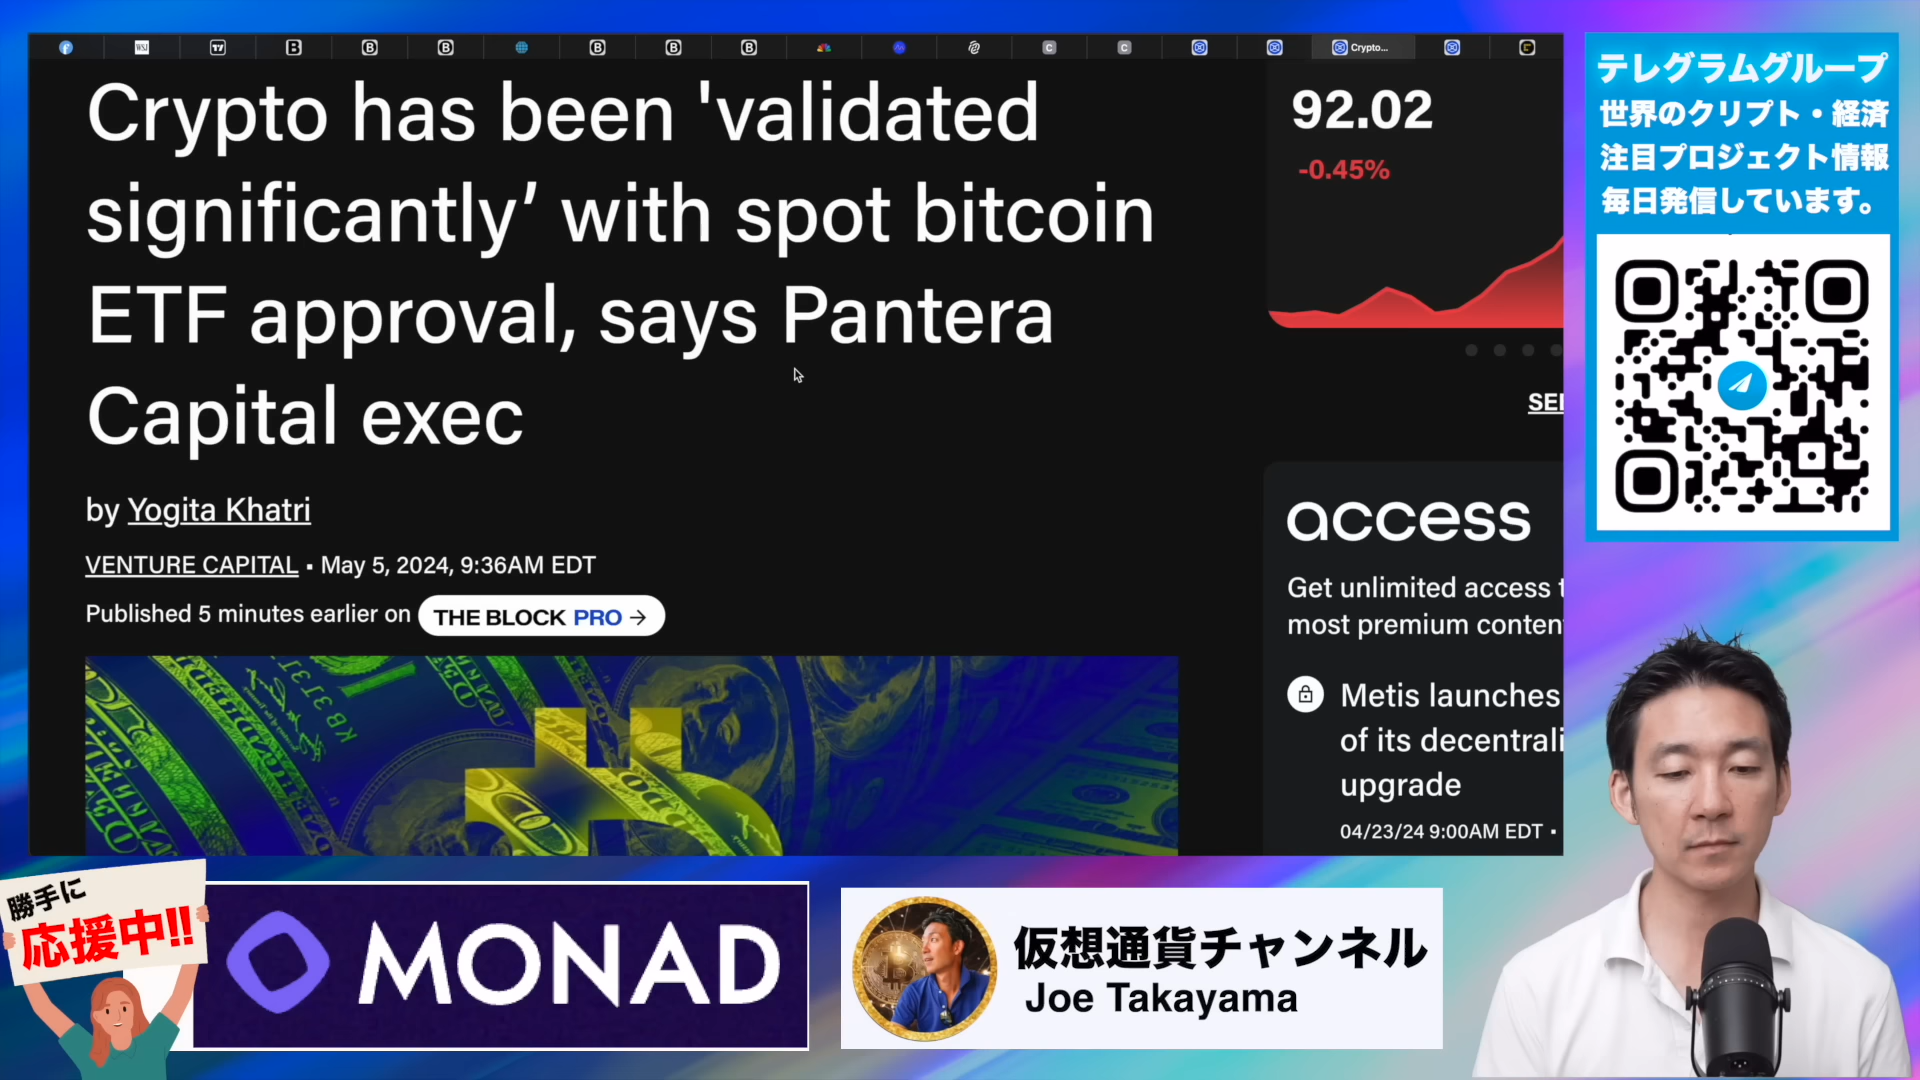 WSJ
Crypto...
Crypto has been 'validated
significantly’ with spot bitcoin
ETF approval, says Pantera
Capital exec
by Yogita Khatri
VENTURE CAPITAL • May 5, 2024, 9:36AM EDT
Published 5 minutes earlier on THE BLOCK PRO →
92.02
-0.45%
access
Get unlimited access
most premium conten
Metis launches
of its decentrali
upgrade
04/23/24 9:00AM EDT •
テレグラムグループ
世界のクリプト・経済
注目プロジェクト情報
毎日発信しています。
勝手に
応援中!!
MONAD
仮想通貨チャンネル
Joe Takayama